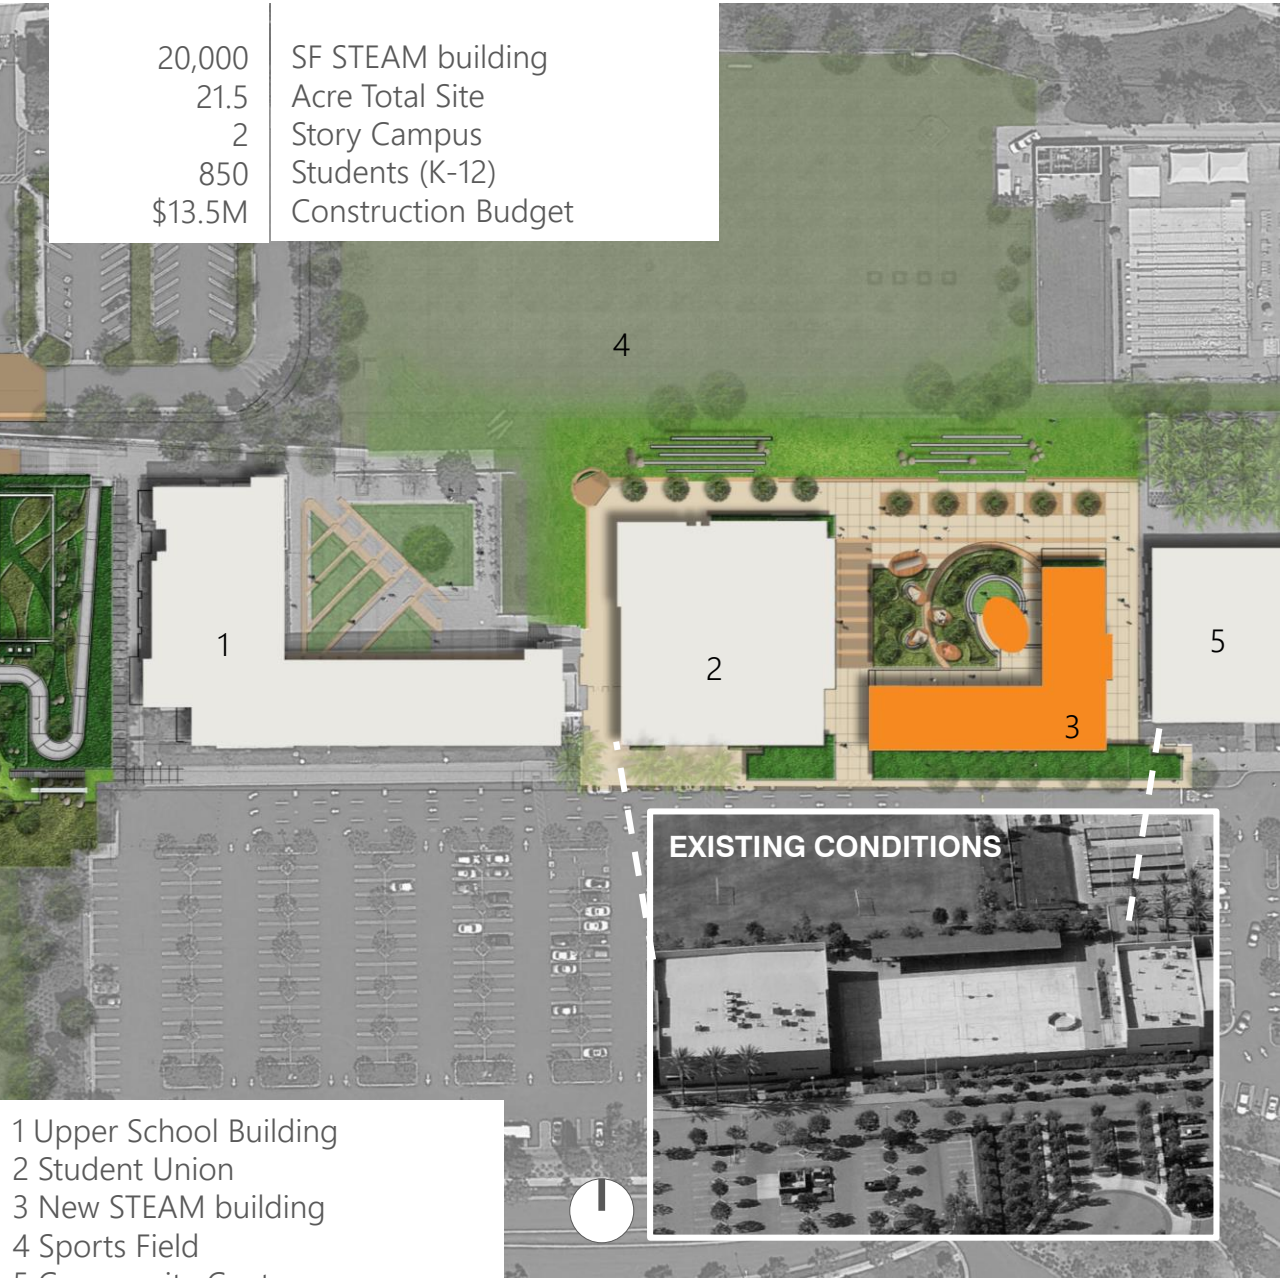 20,000 SF STEAM building
21.5 Acre Total Site
2 Story Campus
850 Students (K-12)
$13.5M Construction Budget
4
1
2
5
3
EXISTING CONDITIONS
1 Upper School Building
2 Student Union
3 New STEAM building
4 Sports Field